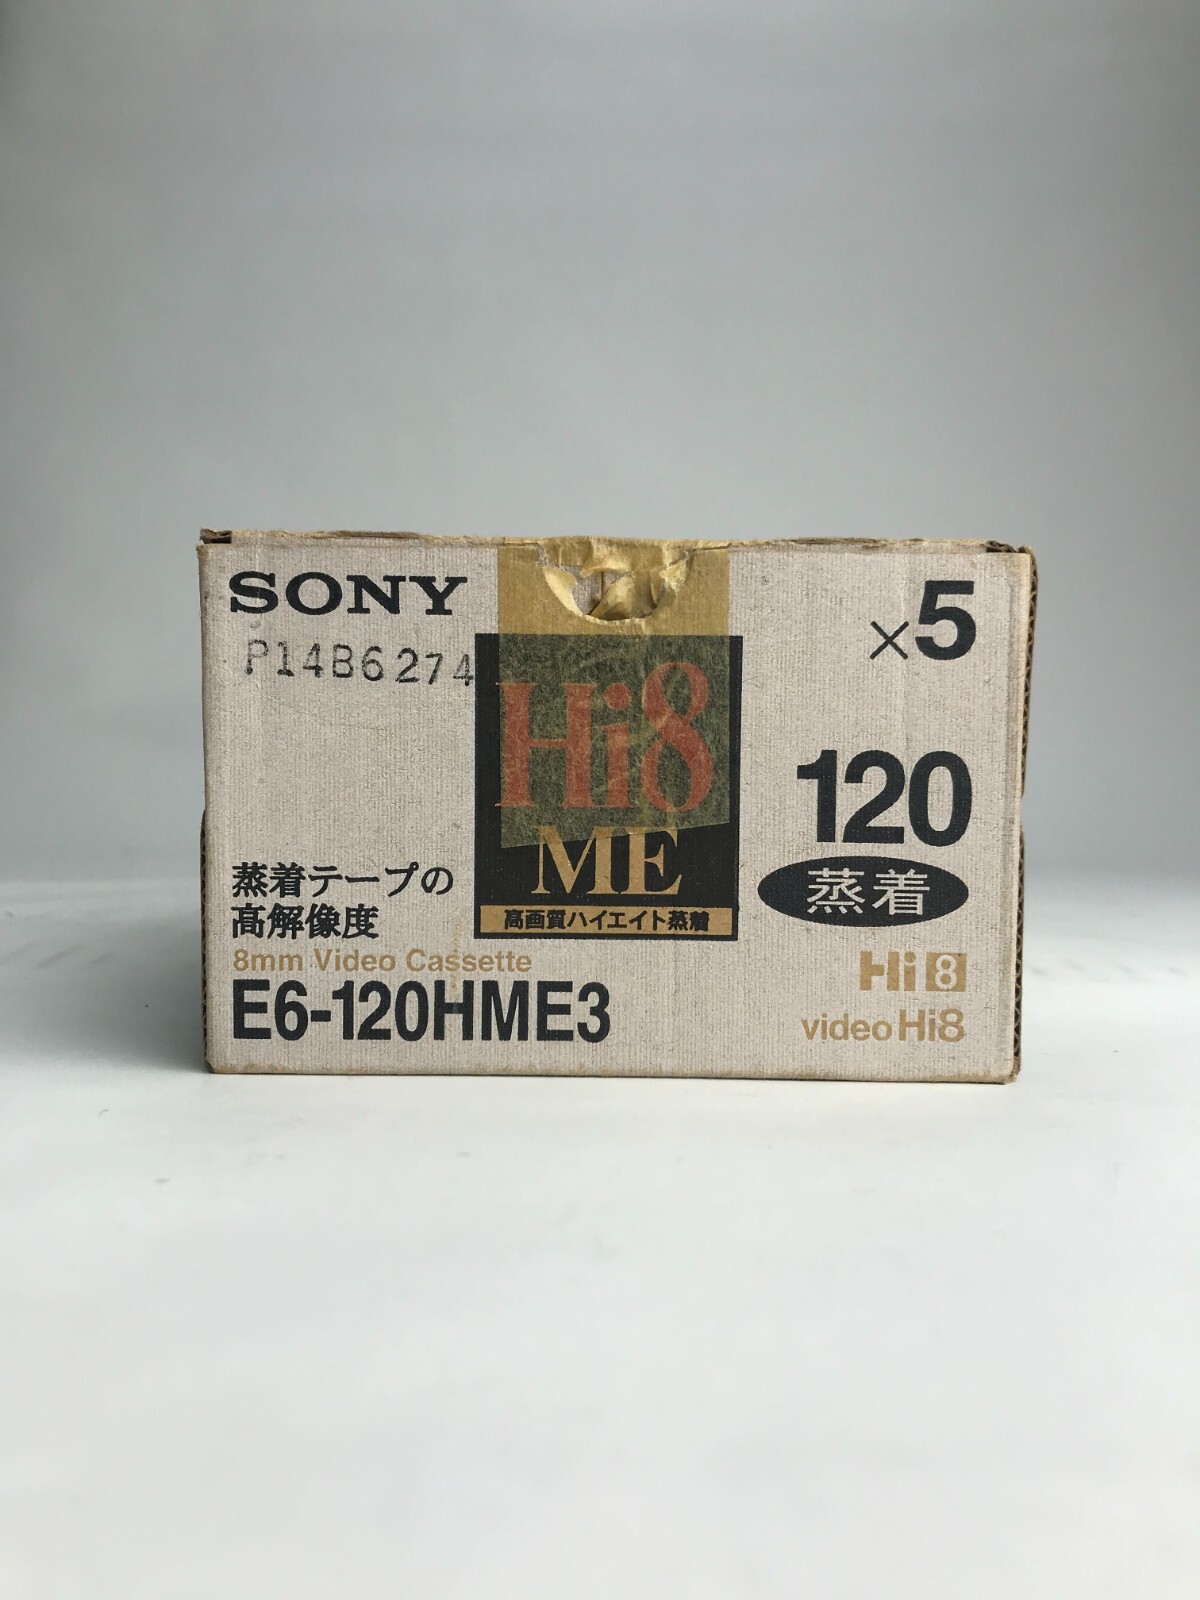 SONY
×5
P14B6274
Hi8
ME
高画質ハイエイト蒸着
120
蒸着
蒸着テープの
高解像度
8mm Video Cassette
E6-120HME3
Hi8
video Hi8